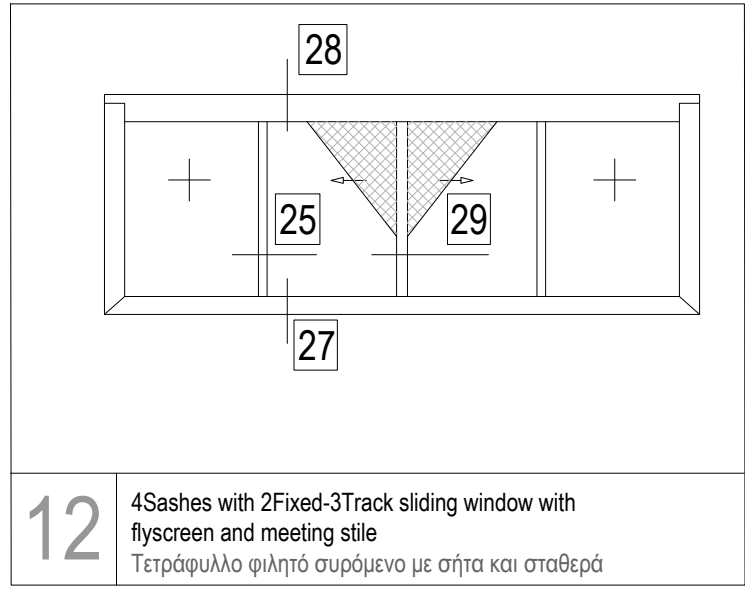 28
25
29
27
12
4Sashes with 2Fixed-3Track sliding window with
flyscreen and meeting stile
Τετράφυλλο φιλητό συρόμενο με σήτα και σταθερά